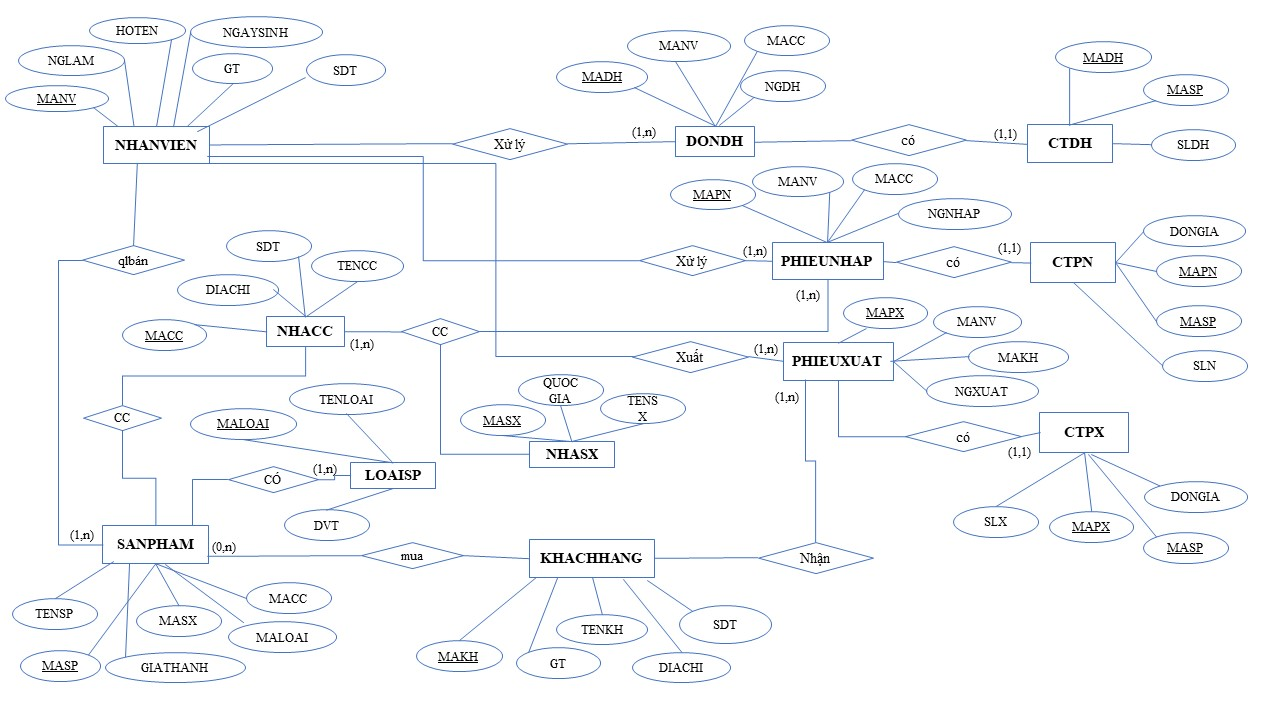 HOTEN
NGAYSINH
NGLAM
GT
SDT
MANV
NHANVIEN
MANV
MACC
MADH
NGDH
Xử lý
(1,n)
DONDH
có
(1,1)
CTDH
MADH
MASP
SLDH
MAPN
MANV
MACC
NGNHAP
Xử lý
(1,n)
PHIEUNHAP
(1,n)
có
(1,1)
CTPN
DONGIA
MAPN
MASP
SLN
qlbán
SDT
TENCC
DIACHI
MACC
NHACC
(1,n)
CC
MAPX
MANV
MAKH
NGXUAT
Xuất
(1,n)
PHIEUXUAT
(1,n)
có
(1,1)
CTPX
SLX
MAPX
MASP
DONGIA
CC
TENLOAI
MALOAI
QUOC
GIA
TENS
X
MASX
NHASX
CÓ
(1,n)
LOAISP
DVT
(1,n)
SANPHAM
(0,n)
mua
KHACHHANG
Nhận
TENSP
MASX
MACC
MALOAI
MASP
GIATHANH
MAKH
GT
TENKH
DIACHI
SDT